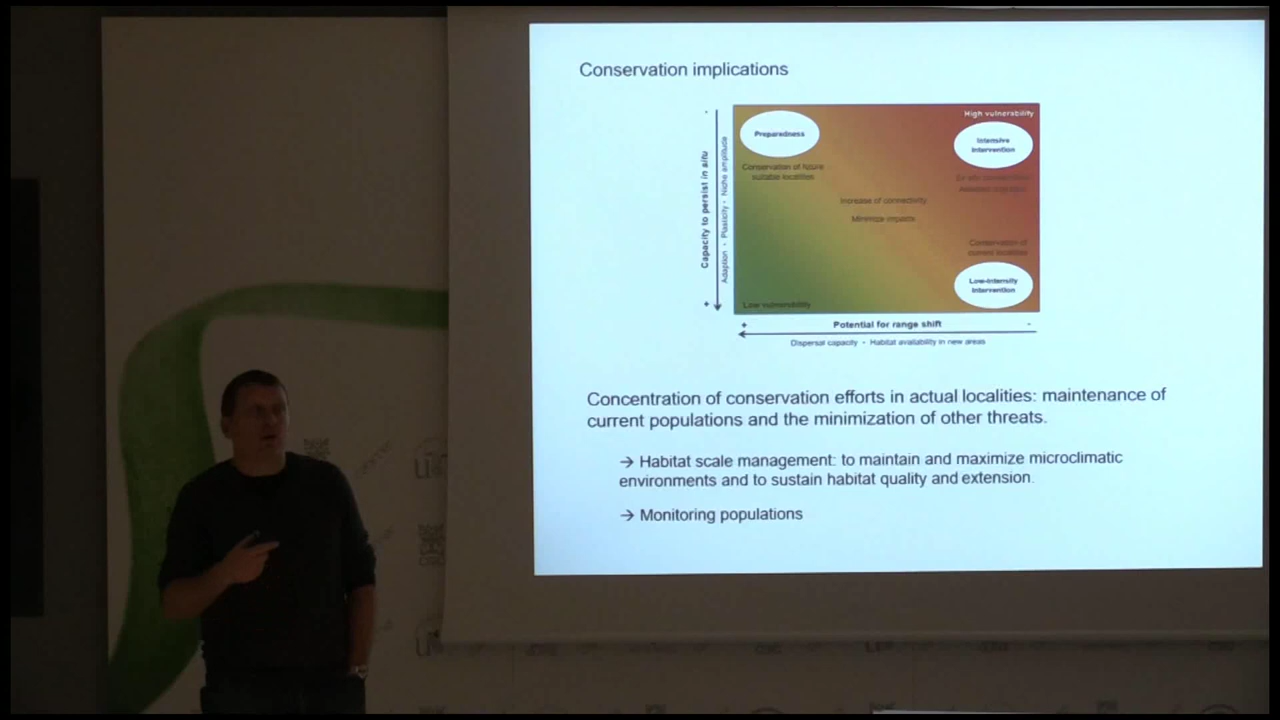 Conservation implications
High vulnerability
Preparedness
Intensive
Intervention
Conservation of future
suitable localities
Increase of connectivity
Minimize impacts
Conservation of
current localities
Low-Intensity
Intervention
Low vulnerability
- 
Capacity to persist in situ
Adaption - Plasticity - Niche amplitude
+
+ Potential for range shift -
Dispersal capacity - Habitat availability in new areas
Concentration of conservation efforts in actual localities: maintenance of
current populations and the minimization of other threats.
→ Habitat scale management: to maintain and maximize microclimatic
environments and to sustain habitat quality and extension.
→ Monitoring populations